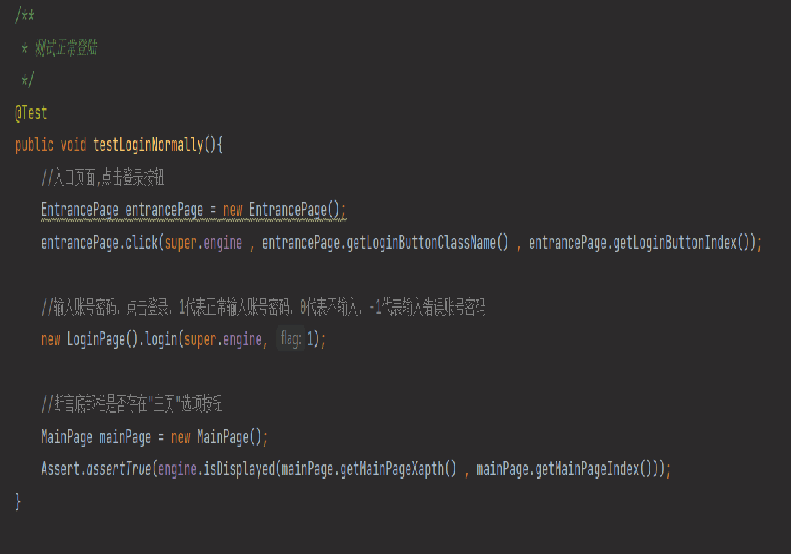 /**
* 测试正常登陆
*/
@Test
public void testLoginNormally(){
//入口页面,点击登录按钮
EntrancePage entrancePage = new EntrancePage();
entrancePage.click(super.engine , entrancePage.getLoginButtonClassName() , entrancePage.getLoginButtonIndex());
//输入账号密码, 点击登录, 1代表正常输入账号密码, 0代表不输入, -1代表输入错误账号密码
new LoginPage().login(super.engine, flag: 1);
//断言底部栏是否存在"主页"选项按钮
MainPage mainPage = new MainPage();
Assert.assertTrue(engine.isDisplayed(mainPage.getMainPageXapth() , mainPage.getMainPageIndex()));
}